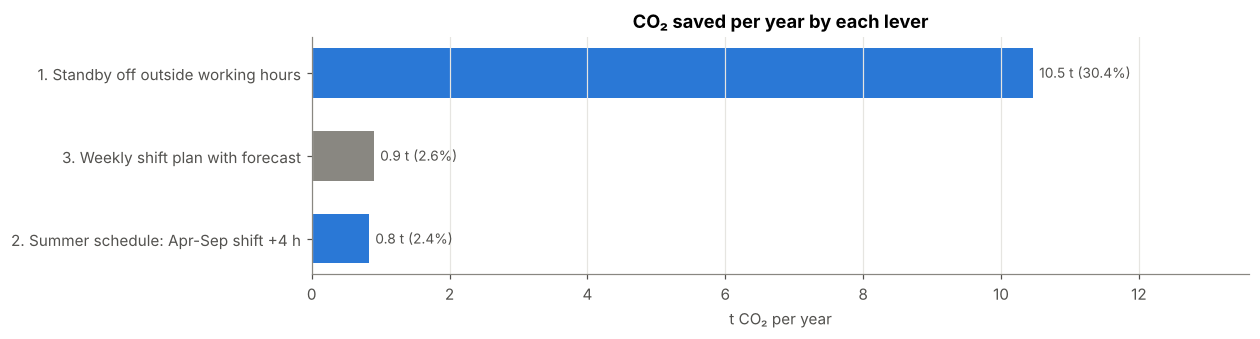 CO₂ saved per year by each lever
1. Standby off outside working hours
10.5 t (30.4%)
3. Weekly shift plan with forecast
0.9 t (2.6%)
2. Summer schedule: Apr-Sep shift +4 h
0.8 t (2.4%)
0 2 4 6 8 10 12
t CO₂ per year